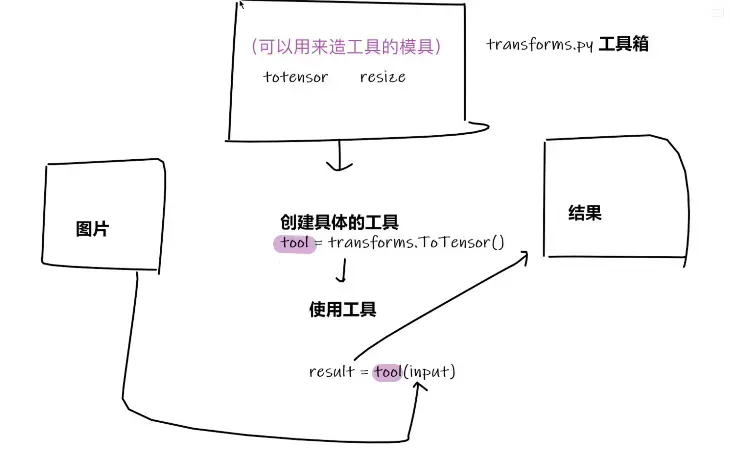 (可以用来造工具的模具)
totensor resize
transforms.py 工具箱
图片
创建具体的工具
tool = transforms.ToTensor()
使用工具
result = tool(input)
结果